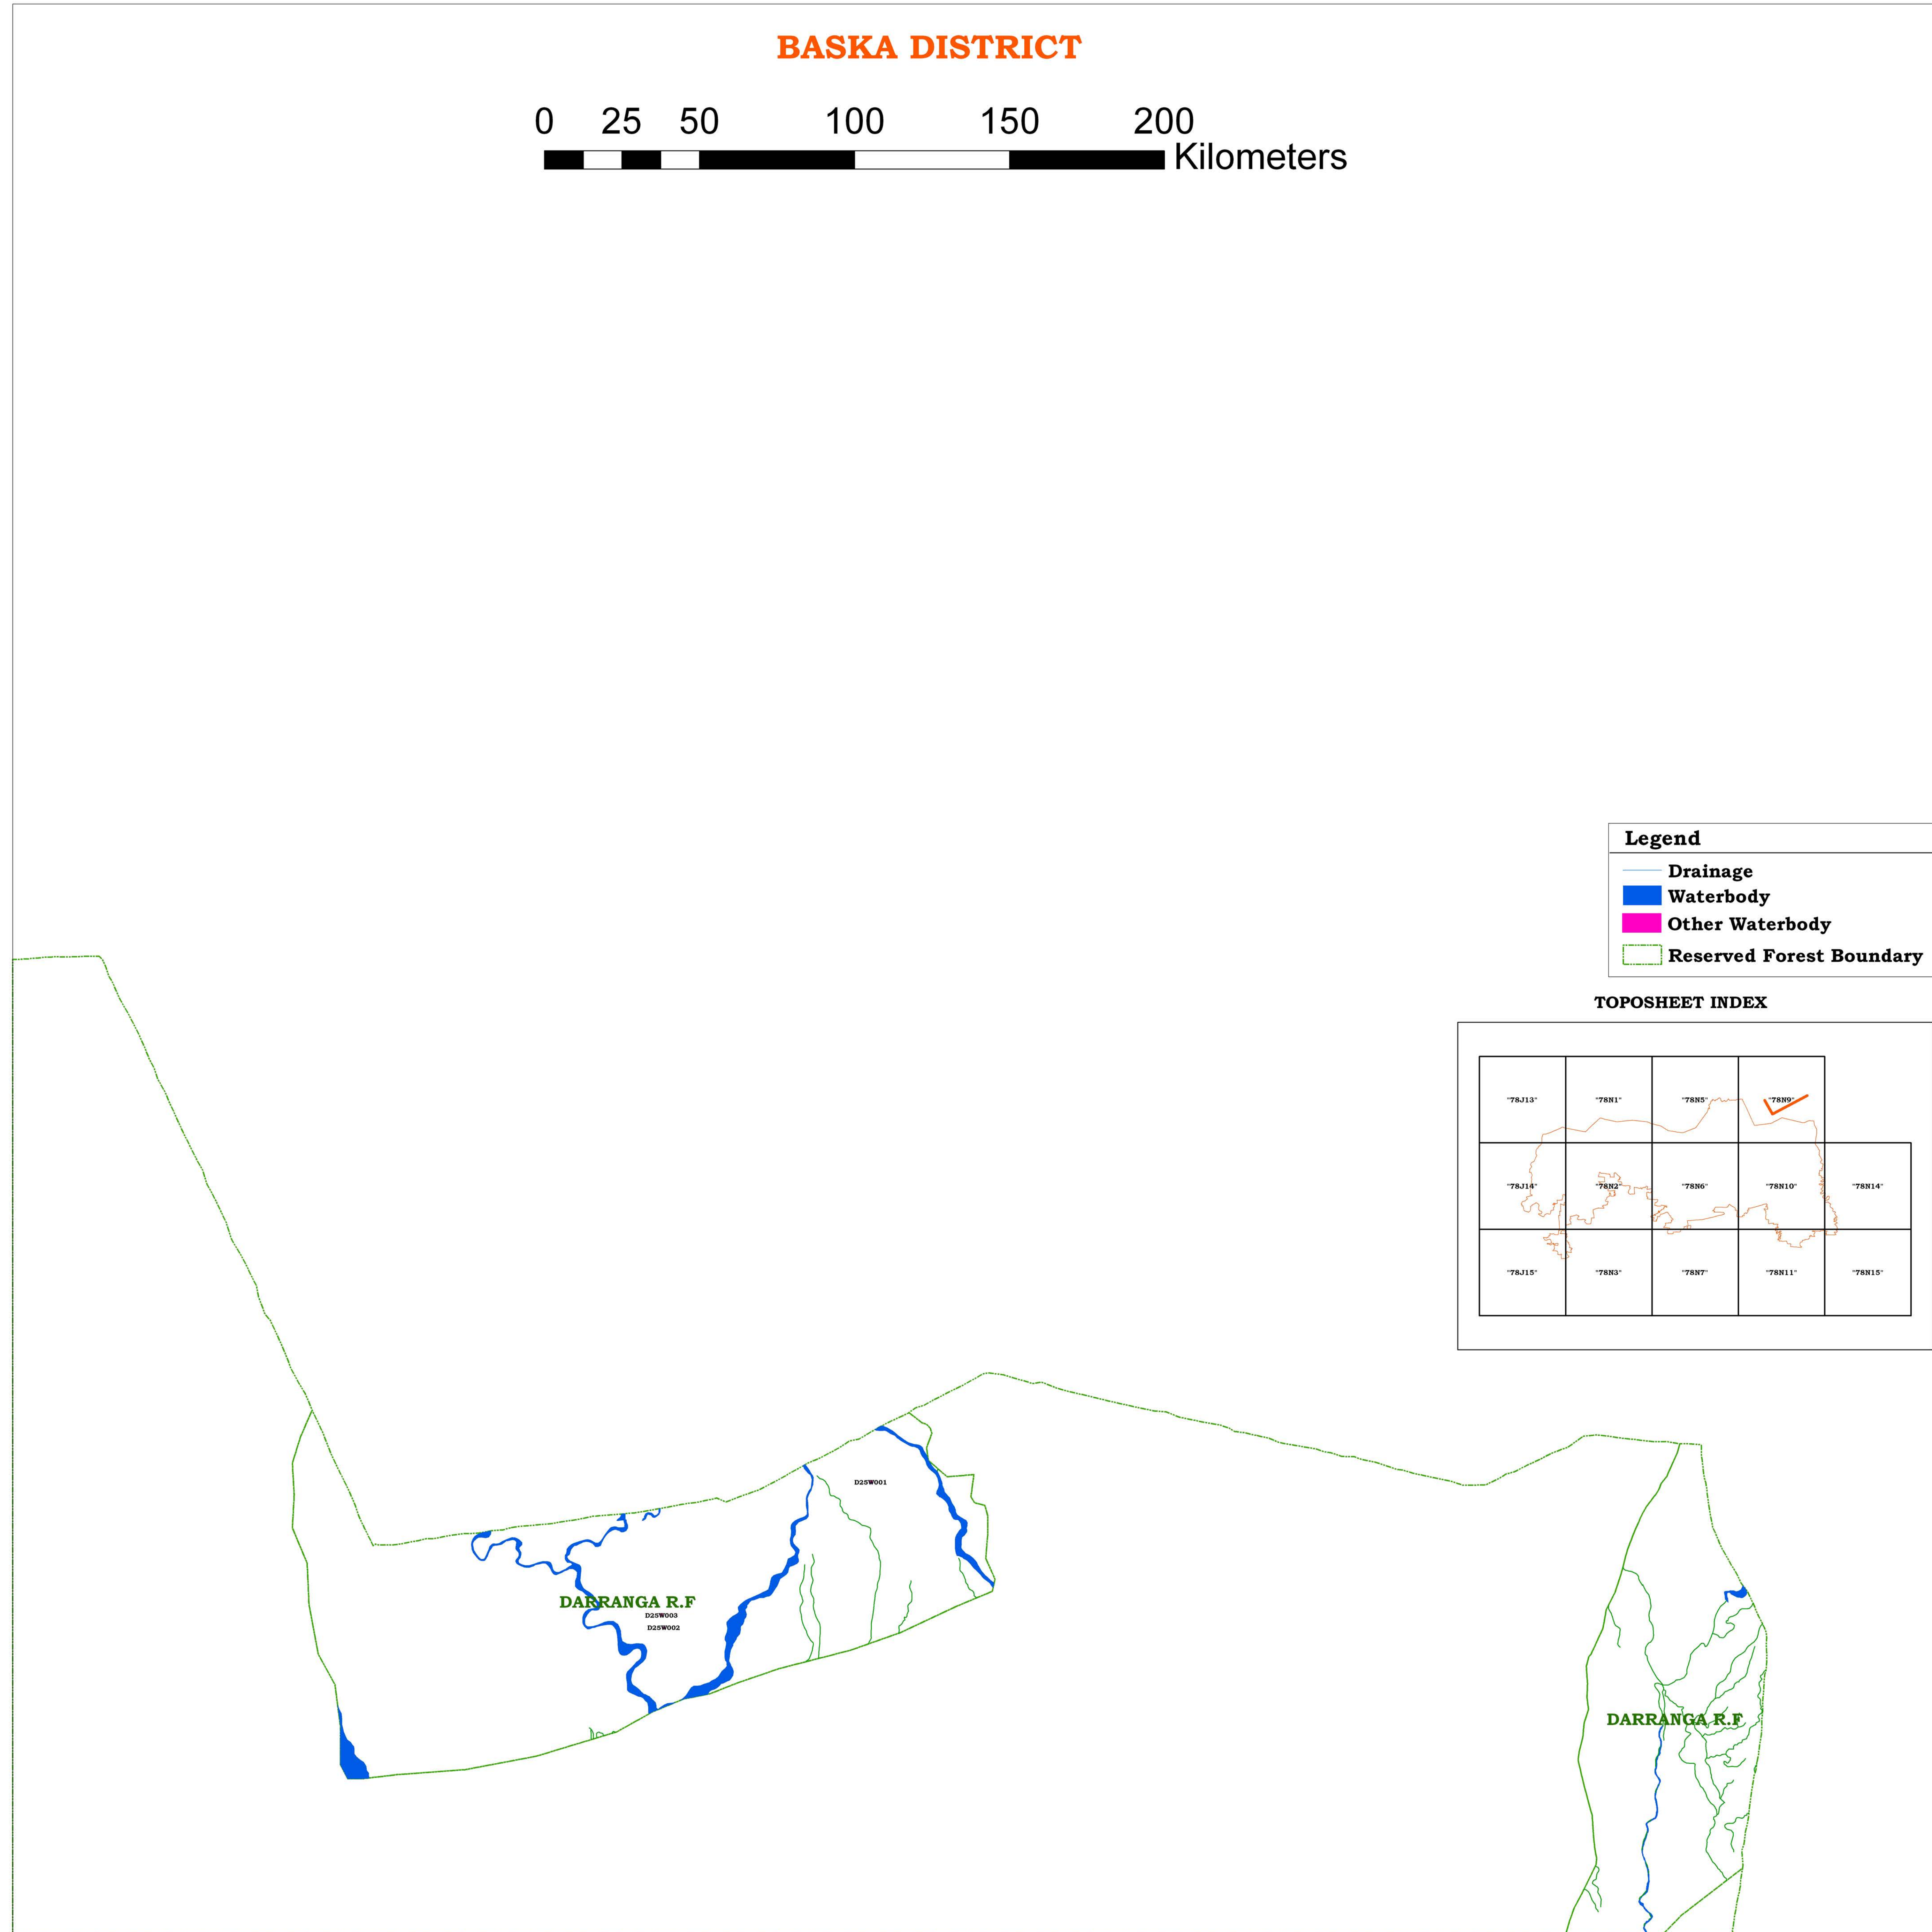 BASKA DISTRICT
0 25 50 100 150 200
Kilometers
Legend
Drainage
Waterbody
Other Waterbody
Reserved Forest Boundary
TOPOSHEET INDEX
"78J13" "78N1" "78N5" "78N9"
"78J14" "78N2" "78N6" "78N10" "78N14"
"78J15" "78N3" "78N7" "78N11" "78N15"
D25W001
DARRANGA R.F
D25W003
D25W002
DARRANGA R.F